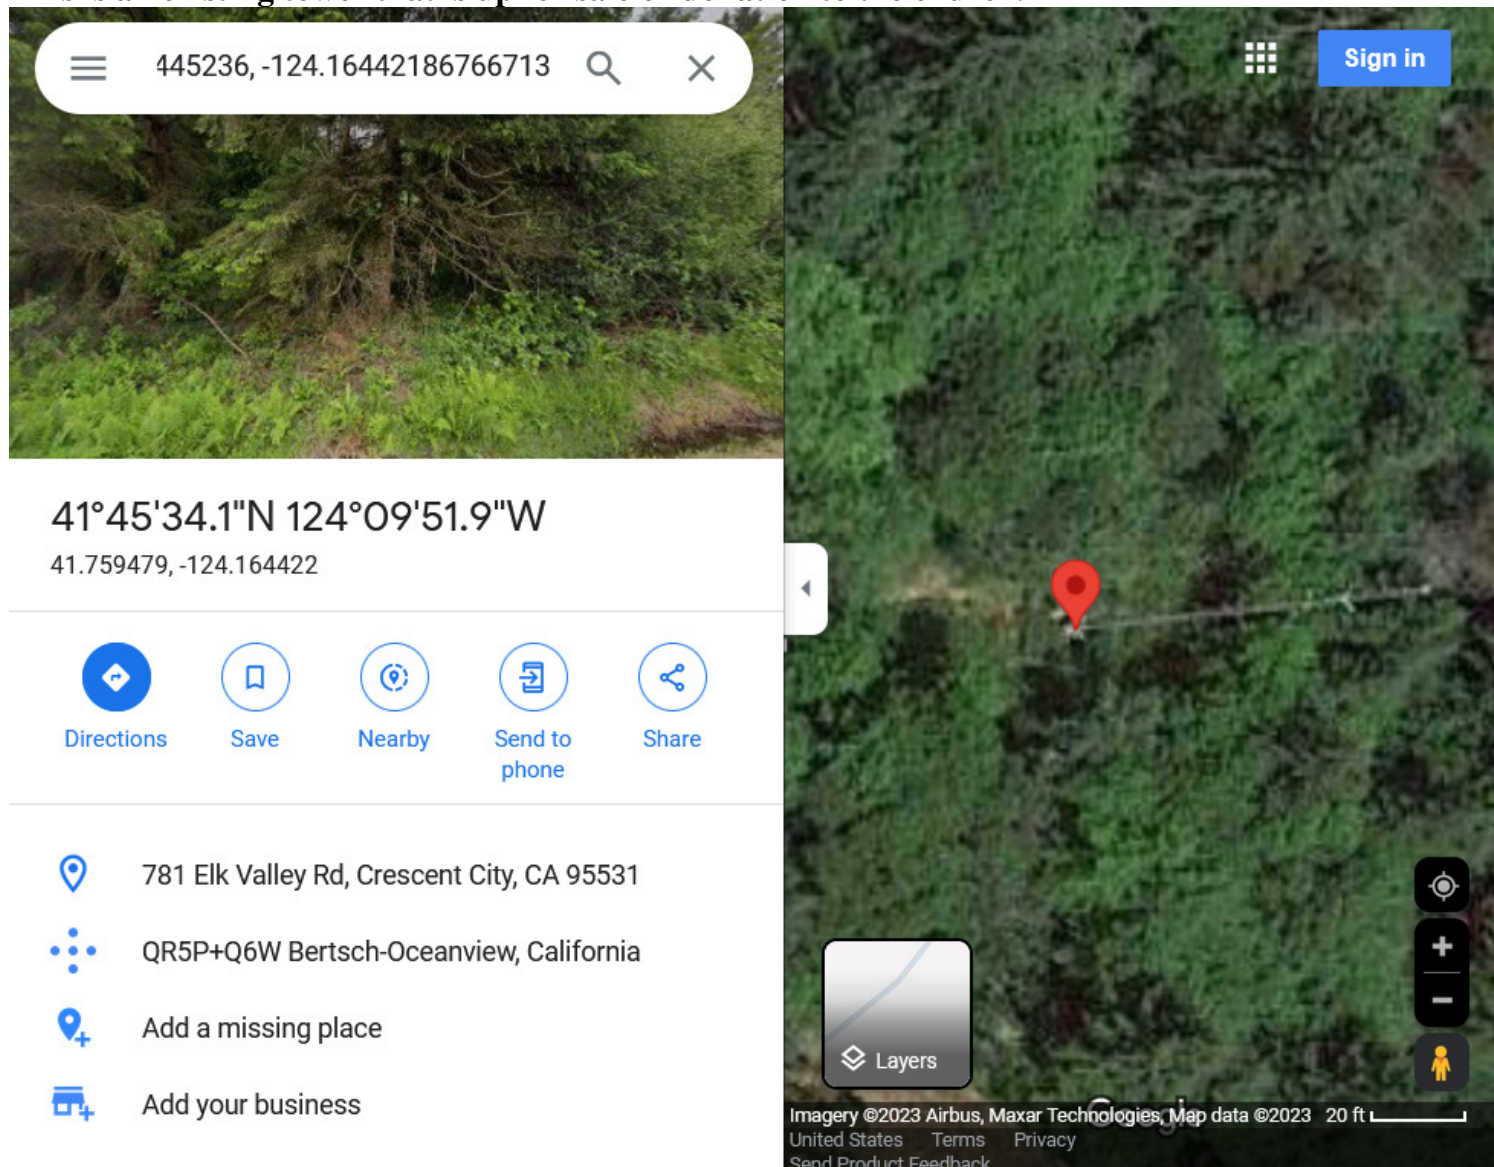 445236, -124.16442186766713
Sign in
41°45'34.1"N 124°09'51.9"W
41.759479, -124.164422
Directions
Save
Nearby
Send to
phone
Share
781 Elk Valley Rd, Crescent City, CA 95531
QR5P+Q6W Bertsch-Oceanview, California
Add a missing place
Add your business
Layers
Google
Imagery ©2023 Airbus, Maxar Technologies, Map data ©2023 20 ft
United States Terms Privacy
Send Product Feedback